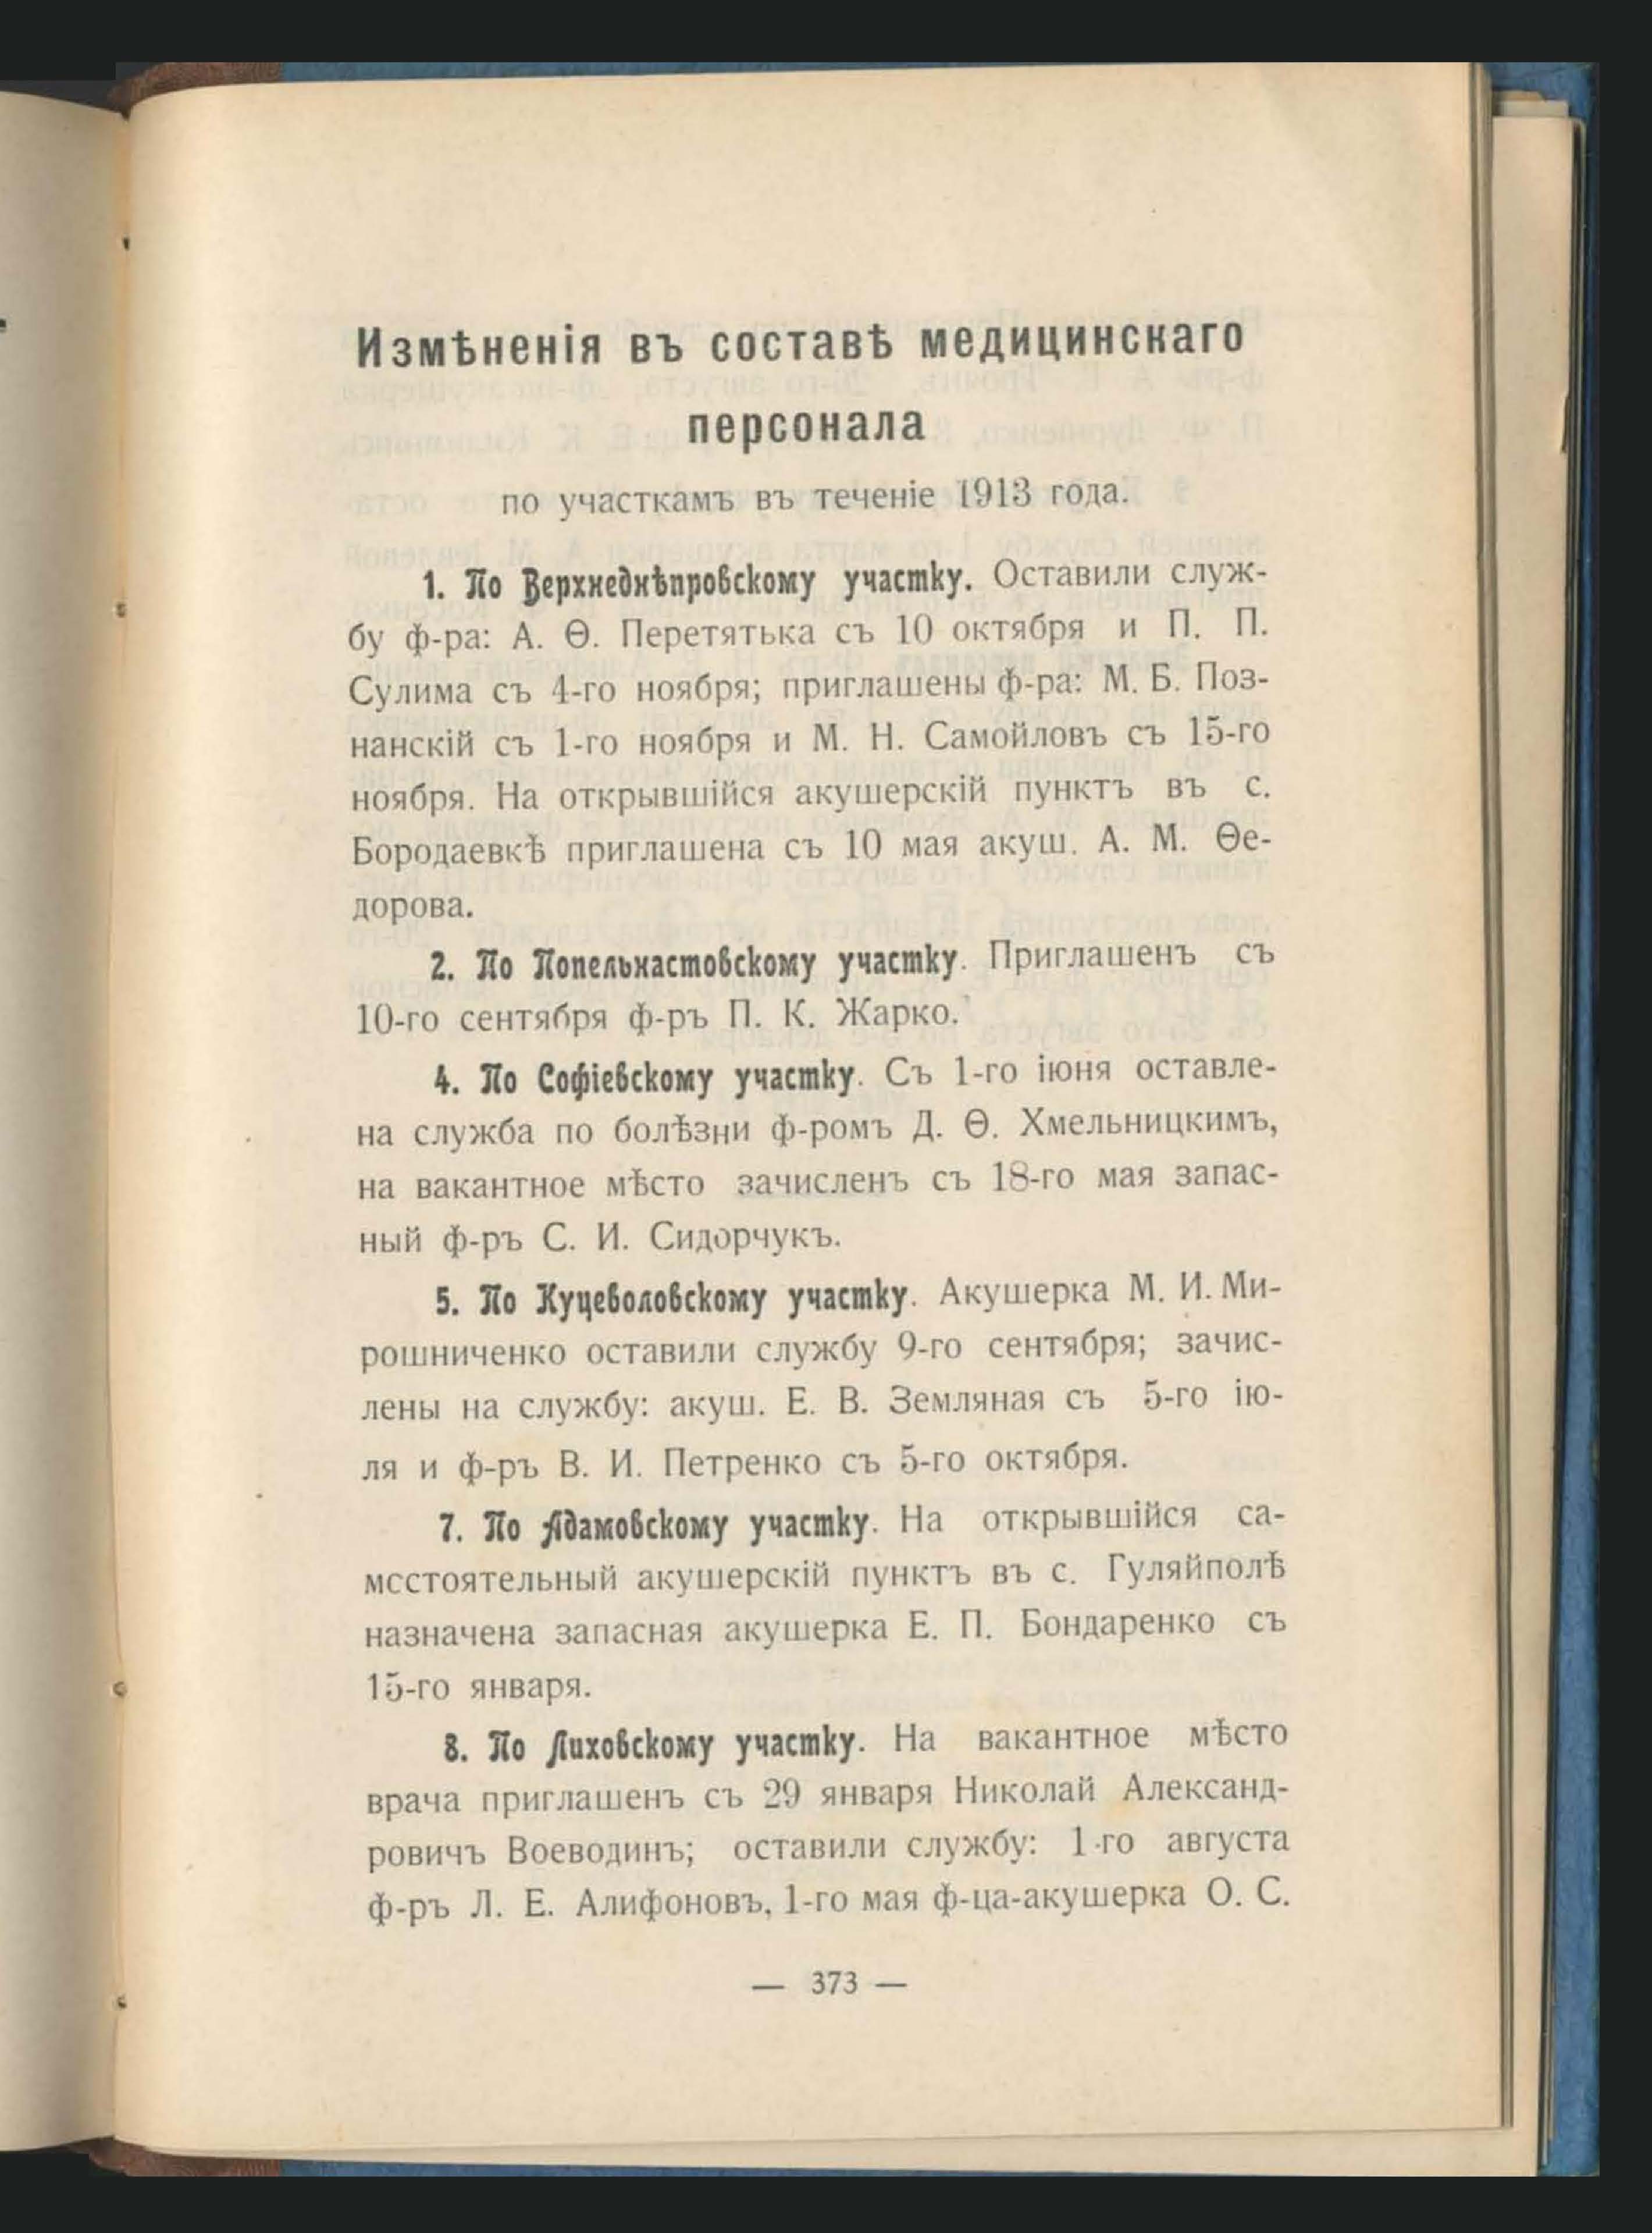 Измѣненія въ составѣ медицинскаго
персонала
по участкамъ въ теченіе 1913 года.
1. По Верхнеднѣпровскому участку. Оставили служ-
бу ф-ра: А. Ѳ. Перетятька съ 10 октября и П. П.
Сулима съ 4-го ноября; приглашены ф-ра: М. Б. Поз-
нанскій съ 1-го ноября и М. Н. Самойловъ съ 15-го
ноября. На открывшійся акушерскій пунктъ въ с.
Бородаевкѣ приглашена съ 10 мая акуш. А. М. Ѳе-
дорова.
2. По Попельнастовскому участку. Приглашенъ съ
10-го сентября ф-ръ П. К. Жарко.
4. По Софіевскому участку. Съ 1-го іюня оставле-
на служба по болѣзни ф-ромъ Д. Ѳ. Хмельницкимъ,
на вакантное мѣсто зачисленъ съ 18-го мая запас-
ный ф-ръ С. И. Сидорчукъ.
5. По Куцеволовскому участку. Акушерка М. И. Ми-
рошниченко оставили службу 9-го сентября; зачис-
лены на службу: акуш. Е. В. Земляная съ 5-го ію-
ля и ф-ръ В. И. Петренко съ 5-го октября.
7. По Адамовскому участку. На открывшійся са-
мсстоятельный акушерскій пунктъ въ с. Гуляйполѣ
назначена запасная акушерка Е. П. Бондаренко съ
15-го января.
8. По Лиховскому участку. На вакантное мѣсто
врача приглашенъ съ 29 января Николай Александ-
ровичъ Воеводинъ; оставили службу: 1-го августа
ф-ръ Л. Е. Алифоновъ, 1-го мая ф-ца-акушерка О. С.
— 373 —